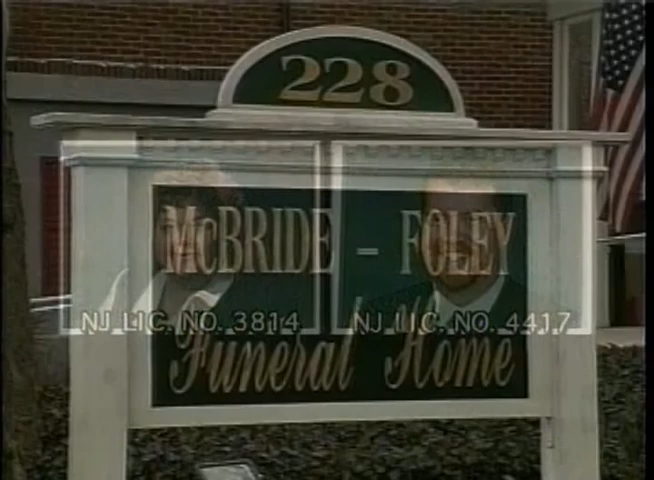 228
McBRIDE - FOLEY
NJ LIC. NO. 3814 NJ LIC. NO. 4417
Funeral Home